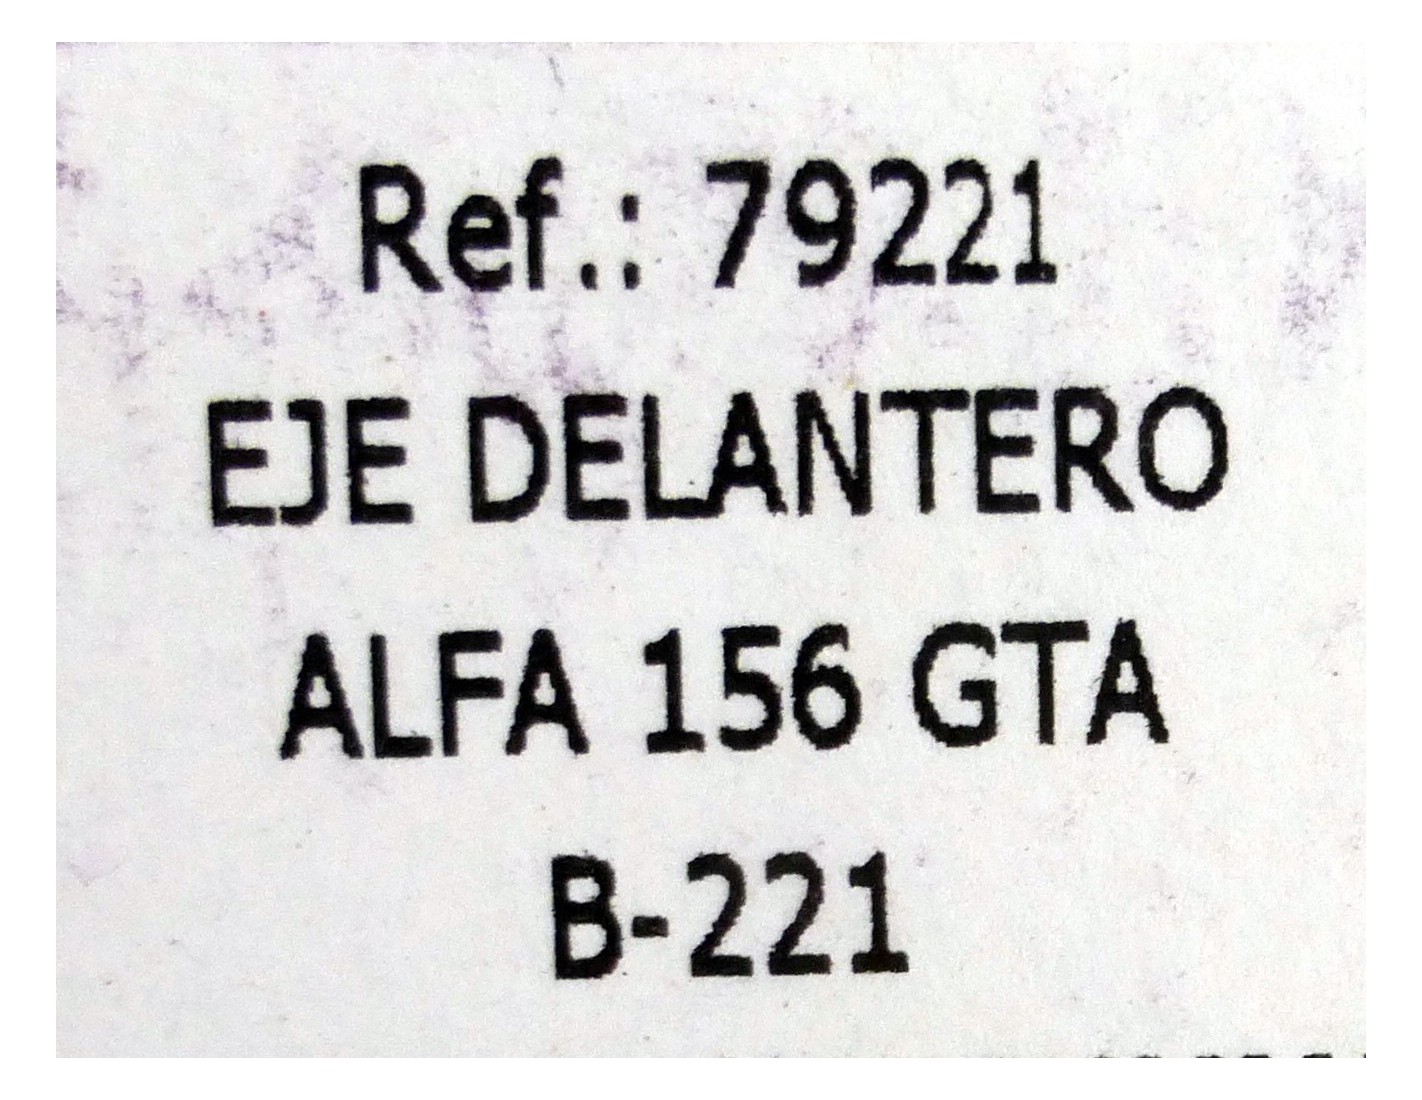 Ref.: 79221
EJE DELANTERO
ALFA 156 GTA
B-221